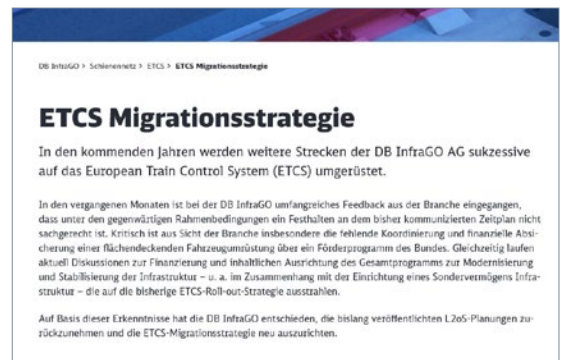 DB InfraGO > Schienennetz > ETCS > ETCS Migrationsstrategie
ETCS Migrationsstrategie
In den kommenden Jahren werden weitere Strecken der DB InfraGO AG sukzessive
auf das European Train Control System (ETCS) umgerüstet.
In den vergangenen Monaten ist bei der DB InfraGO umfangreiches Feedback aus der Branche eingegangen,
dass unter den gegenwärtigen Rahmenbedingungen ein Festhalten an dem bisher kommunizierten Zeitplan nicht
sachgerecht ist. Kritisch ist aus Sicht der Branche insbesondere die fehlende Koordinierung und finanzielle Absi-
cherung einer flächendeckenden Fahrzeugumrüstung über ein Förderprogramm des Bundes. Gleichzeitig laufen
aktuell Diskussionen zur Finanzierung und inhaltlichen Ausrichtung des Gesamtprogramms zur Modernisierung
und Stabilisierung der Infrastruktur – u. a. im Zusammenhang mit der Einrichtung eines Sondervermögens Infra-
struktur – die auf die bisherige ETCS-Roll-out-Strategie ausstrahlen.
Auf Basis dieser Erkenntnisse hat die DB InfraGO entschieden, die bislang veröffentlichten L2oS-Planungen zu-
rückzunehmen und die ETCS-Migrationsstrategie neu auszurichten.